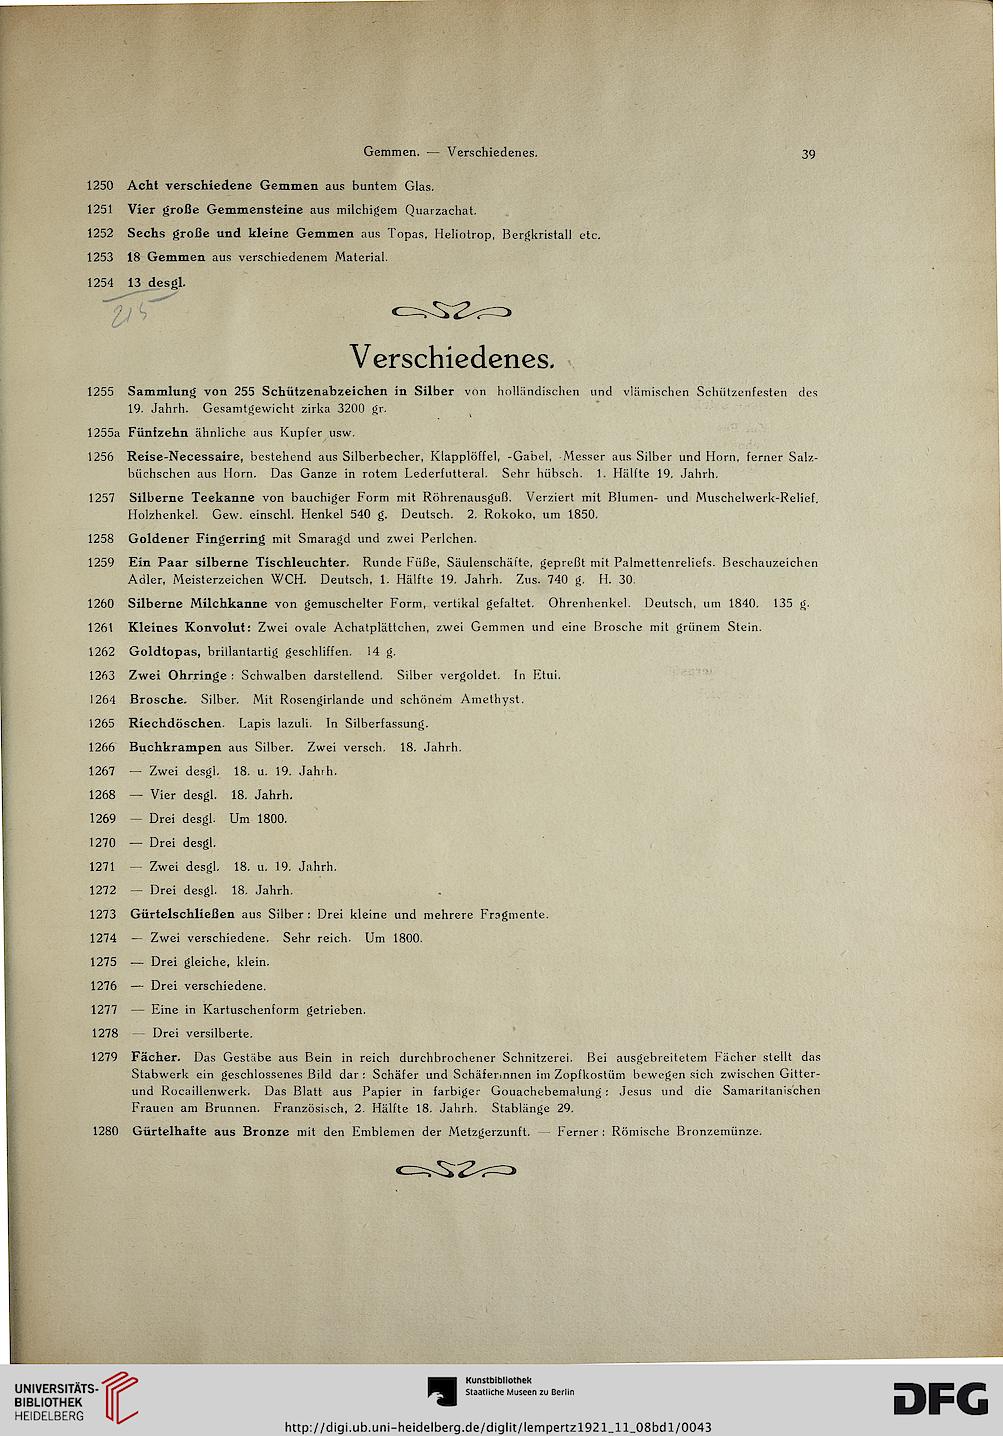 Gemmen. — Verschiedenes. 39
1250 Acht verschiedene Gemmen aus buntem Glas.
1251 Vier große Gemmensteine aus milchigem Quarzachat.
1252 Sechs große und kleine Gemmen aus Topas, Heliotrop, Bergkristall etc.
1253 18 Gemmen aus verschiedenem Material.
1254 13 desgl.
215
Verschiedenes.
1255 Sammlung von 255 Schützenabzeichen in Silber von holländischen und vlämischen Schützenfesten des
19. Jahrh. Gesamtgewicht zirka 3200 gr.
1255a Fünfzehn ähnliche aus Kupfer usw.
1256 Reise-Necessaire, bestehend aus Silberbecher, Klapplöffel, -Gabel, -Messer aus Silber und Horn, ferner Salz-
büchschen aus Horn. Das Ganze in rotem Lederfutteral. Sehr hübsch. 1. Hälfte 19. Jahrh.
1257 Silberne Teekanne von bauchiger Form mit Röhrenausguß. Verziert mit Blumen- und Muschelwerk-Relief.
Holzhenkel. Gew. einschl. Henkel 540 g. Deutsch. 2. Rokoko, um 1850.
1258 Goldener Fingerring mit Smaragd und zwei Perlchen.
1259 Ein Paar silberne Tischleuchter. Runde Füße, Säulenschäfte, gepreßt mit Palmettenreliefs. Beschauzeichen
Adler, Meisterzeichen WCH. Deutsch, 1. Hälfte 19. Jahrh. Zus. 740 g. H. 30.
1260 Silberne Milchkanne von gemuschelter Form, vertikal gefaltet. Ohrenhenkel. Deutsch, um 1840. 135 g.
1261 Kleines Konvolut: Zwei ovale Achatplättchen, zwei Gemmen und eine Brosche mit grünem Stein.
1262 Goldtopas, brillantartig geschliffen. 14 g.
1263 Zwei Ohrringe: Schwalben darstellend. Silber vergoldet. In Etui.
1264 Brosche. Silber. Mit Rosengirlande und schönem Amethyst.
1265 Riechdöschen. Lapis lazuli. In Silberfassung.
1266 Buchkrampen aus Silber. Zwei versch. 18. Jahrh.
1267 — Zwei desgl. 18. u. 19. Jahrh.
1268 — Vier desgl. 18. Jahrh.
1269 — Drei desgl. Um 1800.
1270 — Drei desgl.
1271 — Zwei desgl. 18. u. 19. Jahrh.
1272 — Drei desgl. 18. Jahrh.
1273 Gürtelschließen aus Silber: Drei kleine und mehrere Fragmente.
1274 — Zwei verschiedene. Sehr reich. Um 1800.
1275 — Drei gleiche, klein.
1276 — Drei verschiedene.
1277 — Eine in Kartuschenform getrieben.
1278 — Drei versilberte.
1279 Fächer. Das Gestäbe aus Bein in reich durchbrochener Schnitzerei. Bei ausgebreitetem Fächer stellt das
Stabwerk ein geschlossenes Bild dar: Schäfer und Schäferinnen im Zopfkostüm bewegen sich zwischen Gitter-
und Rocaillenwerk. Das Blatt aus Papier in farbiger Gouachebemalung: Jesus und die Samaritanischen
Frauen am Brunnen. Französisch, 2. Hälfte 18. Jahrh. Stablänge 29.
1280 Gürtelhafte aus Bronze mit den Emblemen der Metzgerzunft. — Ferner: Römische Bronzemünze.
UNIVERSITÄTS-
BIBLIOTHEK
HEIDELBERG
Kunstbibliothek
Staatliche Museen zu Berlin
DFG
http://digi.ub.uni-heidelberg.de/diglit/lempertz1921_11_08bd1/0043